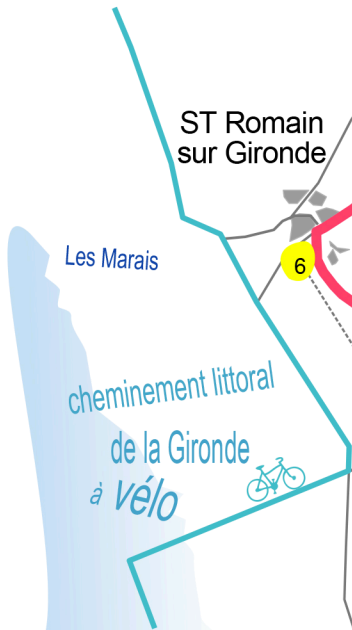 ST Romain
sur Gironde
Les Marais
6
cheminement littoral
de la Gironde
à vélo